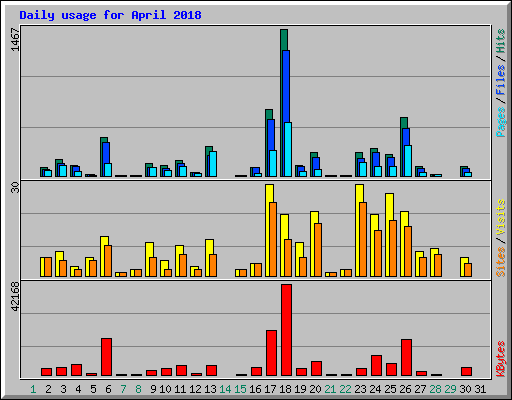 Daily usage for April 2018
1467
Pages / Files / Hits
30
Sites / Visits
42168
KBytes
1 2 3 4 5 6 7 8 9 10 11 12 13 14 15 16 17 18 19 20 21 22 23 24 25 26 27 28 29 30 31